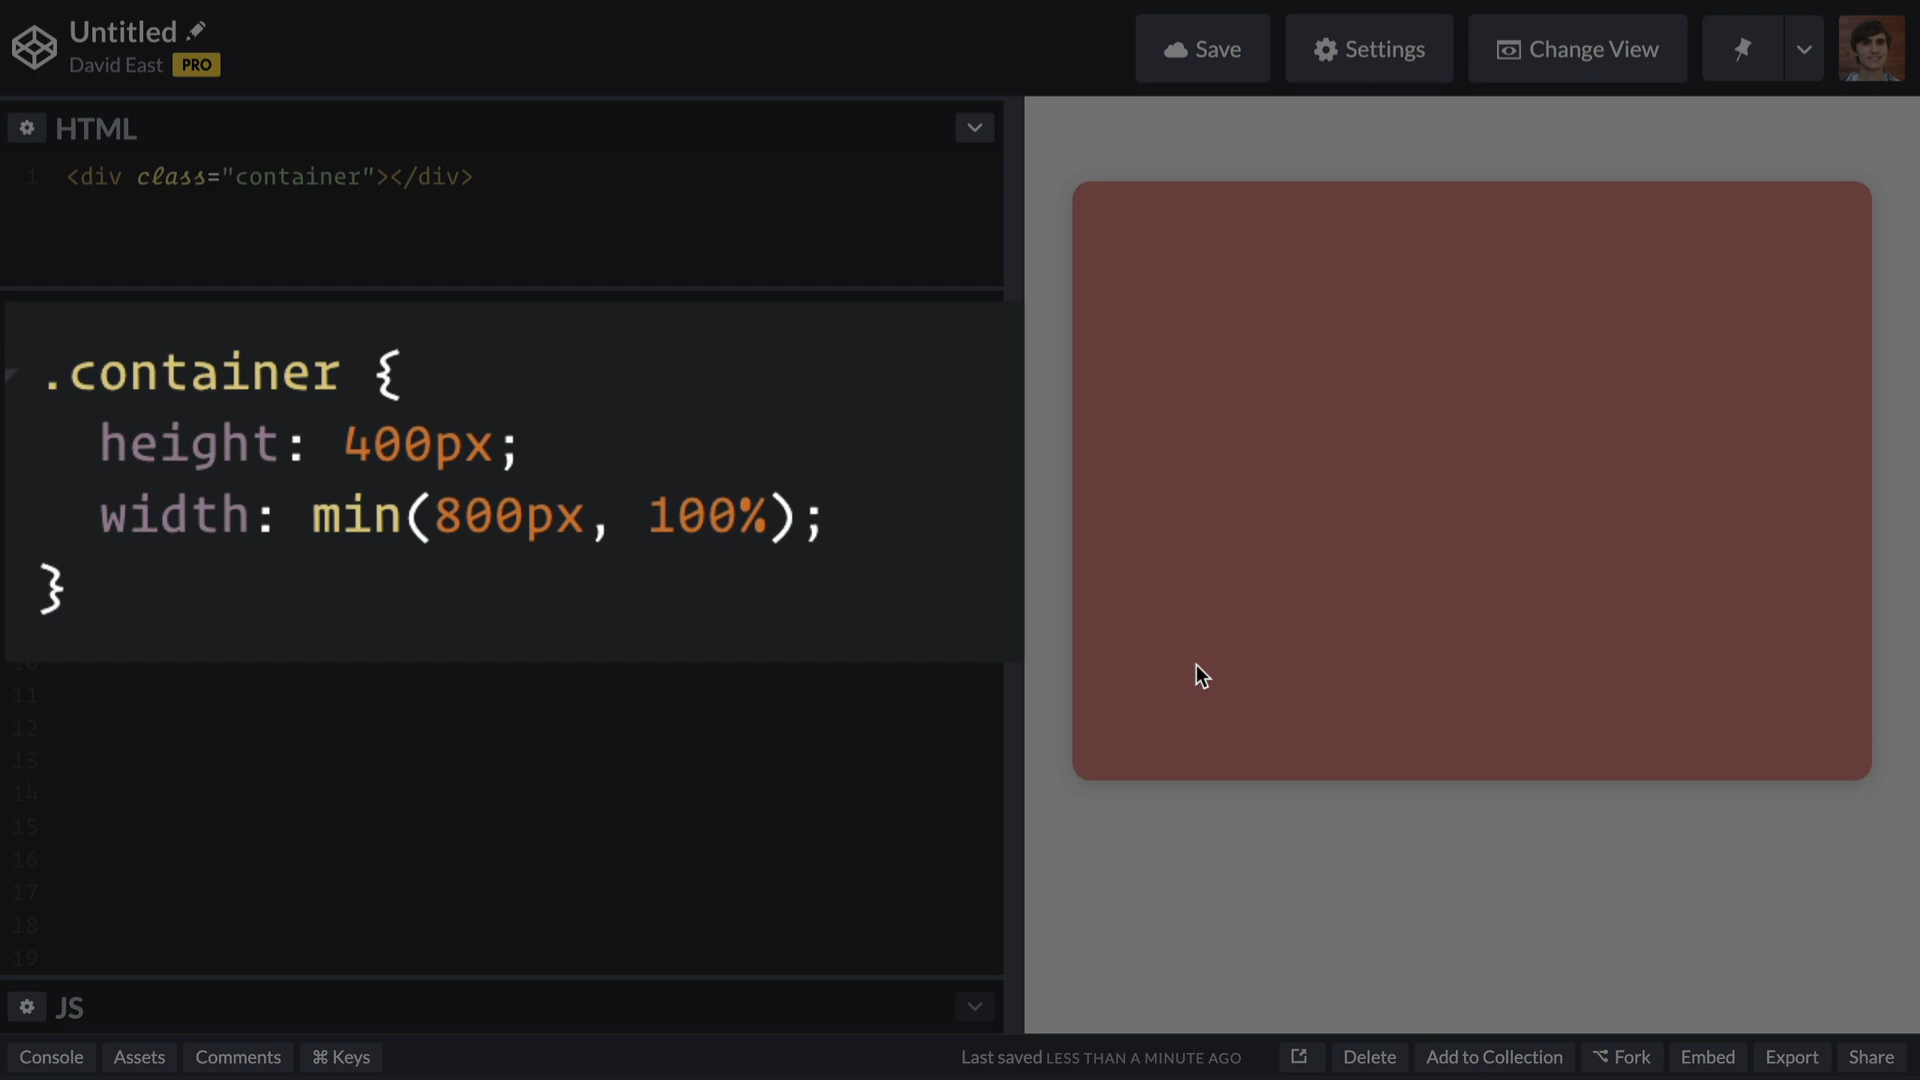 Untitled
David East PRO
Save
Settings
Change View
HTML
1 <div class="container"></div>
.container {
height: 400px;
width: min(800px, 100%);
}
10
11
12
13
14
15
16
17
18
19
JS
Console
Assets
Comments
⌘ Keys
Last saved LESS THAN A MINUTE AGO
Delete
Add to Collection
Fork
Embed
Export
Share